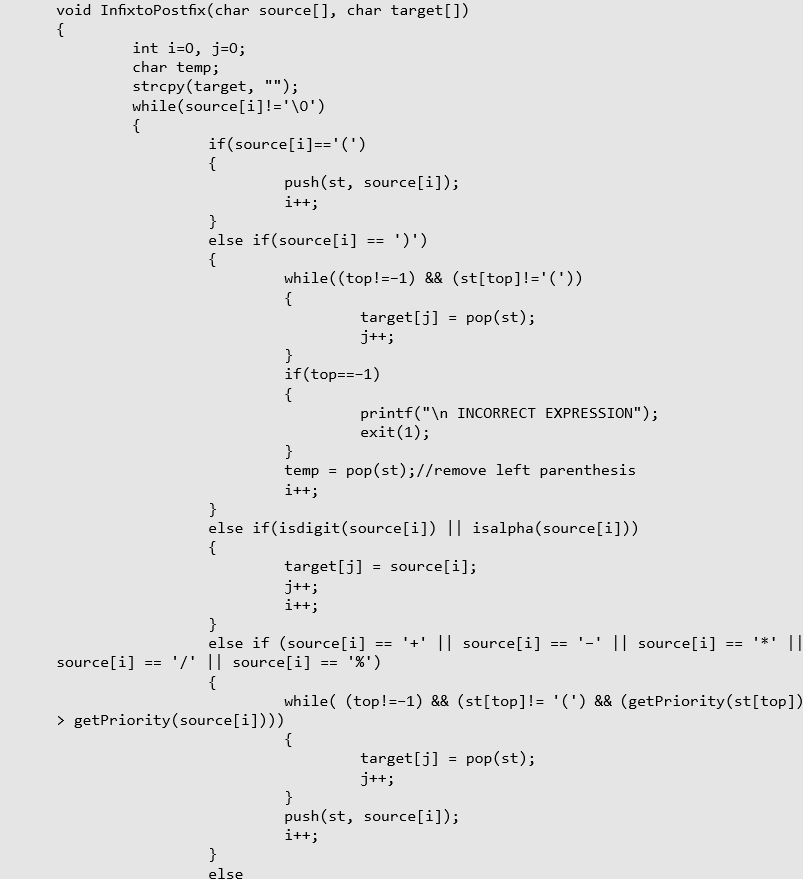 void InfixtoPostfix(char source[], char target[])
{
int i=0, j=0;
char temp;
strcpy(target, "");
while(source[i]!='\0')
{
if(source[i]=='(')
{
push(st, source[i]);
i++;
}
else if(source[i] == ')')
{
while((top!=–1) && (st[top]!='('))
{
target[j] = pop(st);
j++;
}
if(top==–1)
{
printf("\n INCORRECT EXPRESSION");
exit(1);
}
temp = pop(st);//remove left parenthesis
i++;
}
else if(isdigit(source[i]) || isalpha(source[i]))
{
target[j] = source[i];
j++;
i++;
}
else if (source[i] == '+' || source[i] == '–' || source[i] == '*' ||
source[i] == '/' || source[i] == '%')
{
while( (top!=–1) && (st[top]!= '(') && (getPriority(st[top])
> getPriority(source[i])))
{
target[j] = pop(st);
j++;
}
push(st, source[i]);
i++;
}
else